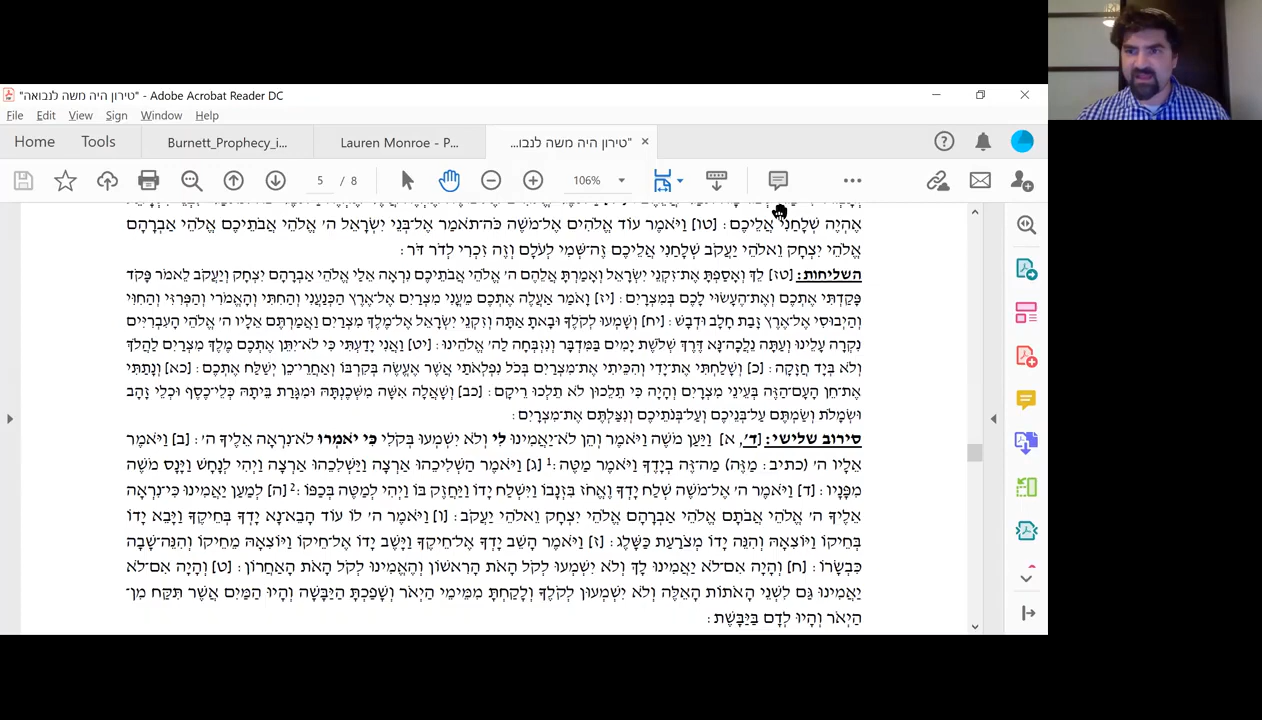 "טירון היה משה לנבואה" - Adobe Acrobat Reader DC
File Edit View Sign Window Help
Home Tools Burnett_Prophecy_i... Lauren Monroe - P... "טירון היה משה לנבו...
5 / 8 106%
אֶהְיֶה שְׁלָחַנִי אֲלֵיכֶם: [טו] וַיֹּאמֶר עוֹד אֱלֹהִים אֶל־מֹשֶׁה כֹּה־תֹאמַר אֶל־בְּנֵי יִשְׂרָאֵל ה' אֱלֹהֵי אֲבֹתֵיכֶם אֱלֹהֵי אַבְרָהָם
אֱלֹהֵי יִצְחָק וֵאלֹהֵי יַעֲקֹב שְׁלָחַנִי אֲלֵיכֶם זֶה־שְּׁמִי לְעֹלָם וְזֶה זִכְרִי לְדֹר דֹּר:
השליחות: [טז] לֵךְ וְאָסַפְתָּ אֶת־זִקְנֵי יִשְׂרָאֵל וְאָמַרְתָּ אֲלֵהֶם ה' אֱלֹהֵי אֲבֹתֵיכֶם נִרְאָה אֵלַי אֱלֹהֵי אַבְרָהָם יִצְחָק וְיַעֲקֹב לֵאמֹר פָּקֹד
פָּקַדְתִּי אֶתְכֶם וְאֶת־הֶעָשׂוּי לָכֶם בְּמִצְרָיִם: [יז] וָאֹמַר אַעֲלֶה אֶתְכֶם מֵעֳנִי מִצְרַיִם אֶל־אֶרֶץ הַכְּנַעֲנִי וְהַחִתִּי וְהָאֱמֹרִי וְהַפְּרִזִּי וְהַחִוִּי
וְהַיְבוּסִי אֶל־אֶרֶץ זָבַת חָלָב וּדְבָשׁ: [יח] וְשָׁמְעוּ לְקֹלֶךָ וּבָאתָ אַתָּה וְזִקְנֵי יִשְׂרָאֵל אֶל־מֶלֶךְ מִצְרַיִם וַאֲמַרְתֶּם אֵלָיו ה' אֱלֹהֵי הָעִבְרִיִּים
נִקְרָה עָלֵינוּ וְעַתָּה נֵלֲכָה־נָּא דֶּרֶךְ שְׁלֹשֶׁת יָמִים בַּמִּדְבָּר וְנִזְבְּחָה לַה' אֱלֹהֵינוּ: [יט] וַאֲנִי יָדַעְתִּי כִּי לֹא־יִתֵּן אֶתְכֶם מֶלֶךְ מִצְרַיִם לַהֲלֹךְ
וְלֹא בְּיָד חֲזָקָה: [כ] וְשָׁלַחְתִּי אֶת־יָדִי וְהִכֵּיתִי אֶת־מִצְרַיִם בְּכֹל נִפְלְאֹתַי אֲשֶׁר אֶעֱשֶׂה בְּקִרְבּוֹ וְאַחֲרֵי־כֵן יְשַׁלַּח אֶתְכֶם: [כא] וְנָתַתִּי
אֶת־חֵן הָעָם־הַזֶּה בְּעֵינֵי מִצְרָיִם וְהָיָה כִּי תֵלֵכוּן לֹא תֵלְכוּ רֵיקָם: [כב] וְשָׁאֲלָה אִשָּׁה מִשְּׁכֶנְתָּהּ וּמִגָּרַת בֵּיתָהּ כְּלֵי־כֶסֶף וּכְלֵי זָהָב
וּשְׂמָלֹת וְשַׂמְתֶּם עַל־בְּנֵיכֶם וְעַל־בְּנֹתֵיכֶם וְנִצַּלְתֶּם אֶת־מִצְרָיִם:
סירוב שלישי: [ד', א] וַיַּעַן מֹשֶׁה וַיֹּאמֶר וְהֵן לֹא־יַאֲמִינוּ לִי וְלֹא יִשְׁמְעוּ בְּקֹלִי כִּי יֹאמְרוּ לֹא־נִרְאָה אֵלֶיךָ ה': [ב] וַיֹּאמֶר
אֵלָיו ה' (כתיב: מַזֶּה) מַה־זֶּה בְיָדֶךָ וַיֹּאמֶר מַטֶּה:1 [ג] וַיֹּאמֶר הַשְׁלִיכֵהוּ אַרְצָה וַיַּשְׁלִכֵהוּ אַרְצָה וַיְהִי לְנָחָשׁ וַיָּנָס מֹשֶׁה
מִפָּנָיו: [ד] וַיֹּאמֶר ה' אֶל־מֹשֶׁה שְׁלַח יָדְךָ וֶאֱחֹז בִּזְנָבוֹ וַיִּשְׁלַח יָדוֹ וַיַּחֲזֶק בּוֹ וַיְהִי לְמַטֶּה בְּכַפּוֹ:2 [ה] לְמַעַן יַאֲמִינוּ כִּי־נִרְאָה
אֵלֶיךָ ה' אֱלֹהֵי אֲבֹתָם אֱלֹהֵי אַבְרָהָם אֱלֹהֵי יִצְחָק וֵאלֹהֵי יַעֲקֹב: [ו] וַיֹּאמֶר ה' לוֹ עוֹד הָבֵא־נָא יָדְךָ בְּחֵיקֶךָ וַיָּבֵא יָדוֹ
בְּחֵיקוֹ וַיּוֹצִאָהּ וְהִנֵּה יָדוֹ מְצֹרַעַת כַּשָּׁלֶג: [ז] וַיֹּאמֶר הָשֵׁב יָדְךָ אֶל־חֵיקֶךָ וַיָּשֶׁב יָדוֹ אֶל־חֵיקוֹ וַיּוֹצִאָהּ מֵחֵיקוֹ וְהִנֵּה־שָׁבָה
כִּבְשָׂרוֹ: [ח] וְהָיָה אִם־לֹא יַאֲמִינוּ לָךְ וְלֹא יִשְׁמְעוּ לְקֹל הָאֹת הָרִאשׁוֹן וְהֶאֱמִינוּ לְקֹל הָאֹת הָאַחֲרוֹן: [ט] וְהָיָה אִם־לֹא
יַאֲמִינוּ גַּם לִשְׁנֵי הָאֹתוֹת הָאֵלֶּה וְלֹא יִשְׁמְעוּן לְקֹלֶךָ וְלָקַחְתָּ מִמֵּימֵי הַיְאֹר וְשָׁפַכְתָּ הַיַּבָּשָׁה וְהָיוּ הַמַּיִם אֲשֶׁר תִּקַּח מִן־
הַיְאֹר וְהָיוּ לְדָם בַּיַּבָּשֶׁת: